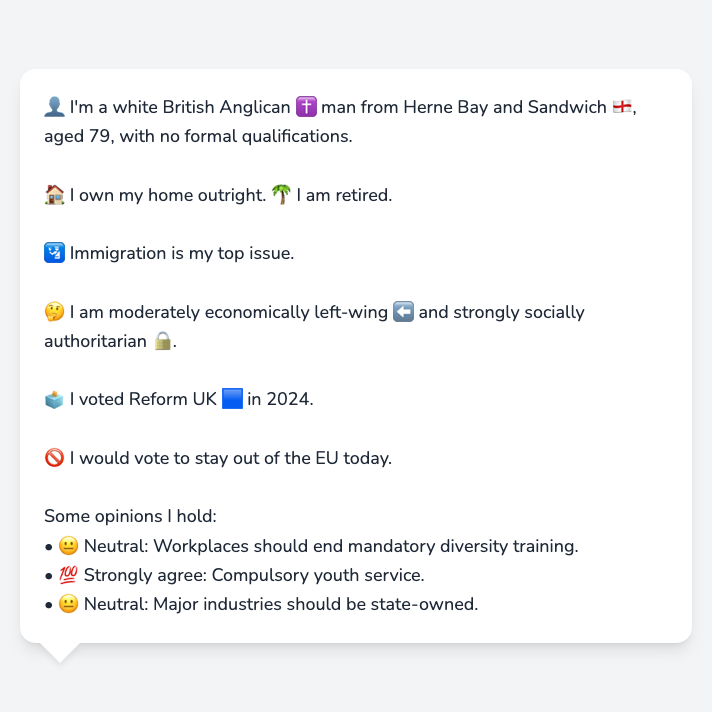 👤 I'm a white British Anglican ✝️ man from Herne Bay and Sandwich 🏴󠁧󠁢󠁥󠁮󠁧󠁿,
aged 79, with no formal qualifications.
🏠 I own my home outright. 🌴 I am retired.
🛂 Immigration is my top issue.
🤔 I am moderately economically left-wing ⬅️ and strongly socially
authoritarian 🔒.
🗳️ I voted Reform UK 🟦 in 2024.
🚫 I would vote to stay out of the EU today.
Some opinions I hold:
• 😐 Neutral: Workplaces should end mandatory diversity training.
• 💯 Strongly agree: Compulsory youth service.
• 😐 Neutral: Major industries should be state-owned.